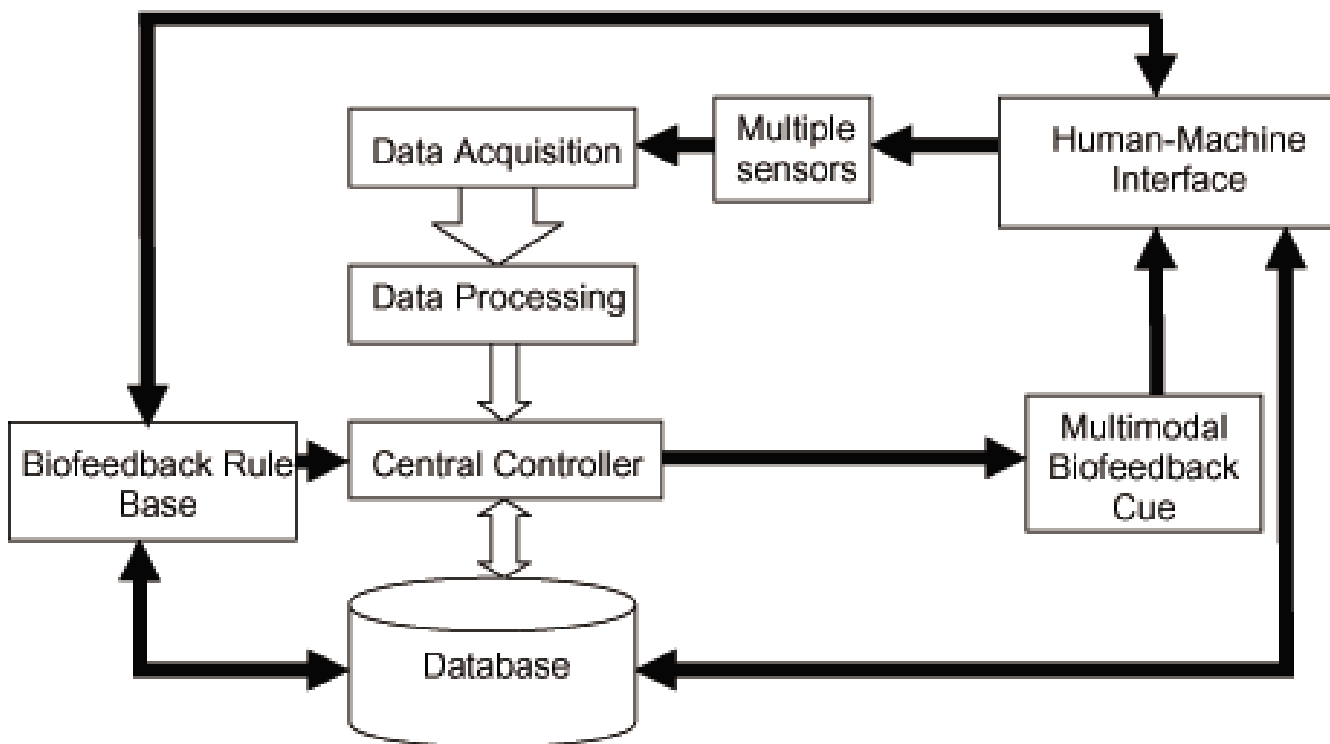 Data Acquisition
Multiple
sensors
Human-Machine
Interface
Data Processing
Biofeedback Rule
Base
Central Controller
Multimodal
Biofeedback
Cue
Database